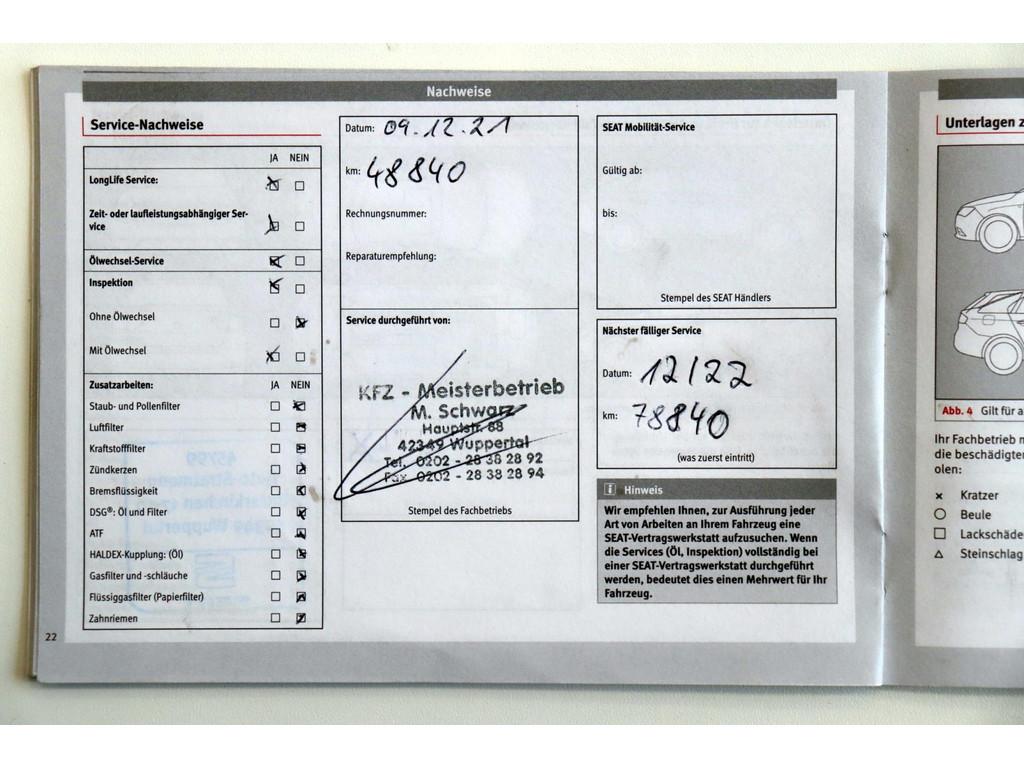 Nachweise
Service-Nachweise
JA NEIN
LongLife Service:
Zeit- oder laufleistungsabhängiger Ser-
vice
Ölwechsel-Service
Inspektion
Ohne Ölwechsel
Mit Ölwechsel
Zusatzarbeiten: JA NEIN
Staub- und Pollenfilter
Luftfilter
Kraftstofffilter
Zündkerzen
Bremsflüssigkeit
DSG®: Öl und Filter
ATF
HALDEX-Kupplung: (Öl)
Gasfilter und -schläuche
Flüssiggasfilter (Papierfilter)
Zahnriemen
22
Datum: 09.12.21
km: 48840
Rechnungsnummer:
Reparaturempfehlung:
Service durchgeführt von:
KFZ - Meisterbetrieb
M. Schwarz
Hauptstr. 88
42349 Wuppertal
Tel. 0202 - 28 38 28 92
Fax 0202 - 28 38 28 94
Stempel des Fachbetriebs
SEAT Mobilität-Service
Gültig ab:
bis:
Stempel des SEAT Händlers
Nächster fälliger Service
Datum: 12/22
km: 78840
(was zuerst eintritt)
Hinweis
Wir empfehlen Ihnen, zur Ausführung jeder
Art von Arbeiten an Ihrem Fahrzeug eine
SEAT-Vertragswerkstatt aufzusuchen. Wenn
die Services (Öl, Inspektion) vollständig bei
einer SEAT-Vertragswerkstatt durchgeführt
werden, bedeutet dies einen Mehrwert für Ihr
Fahrzeug.
Unterlagen z
Abb. 4 Gilt für a
Ihr Fachbetrieb
die beschädigten
olen:
Kratzer
Beule
Lackschäde
Steinschlag